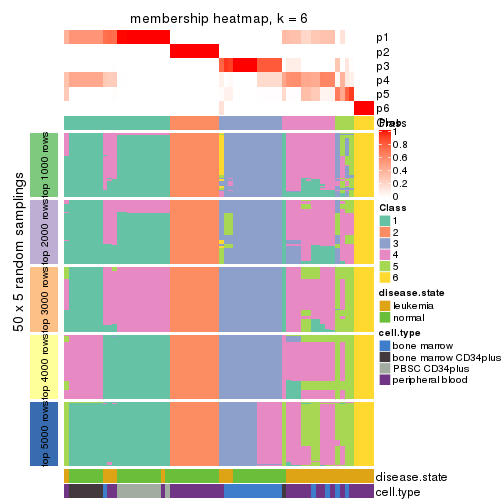 membership heatmap, k = 6
p1
p2
p3
p4
p5
p6
Class
Prob
1
0.8
0.6
0.4
0.2
0
Class
1
2
3
4
5
6
disease.state
leukemia
normal
cell.type
bone marrow
bone marrow CD34plus
PBSC CD34plus
peripheral blood
50 x 5 random samplings
top 1000 rows
top 2000 rows
top 3000 rows
top 4000 rows
top 5000 rows
disease.state
cell.type